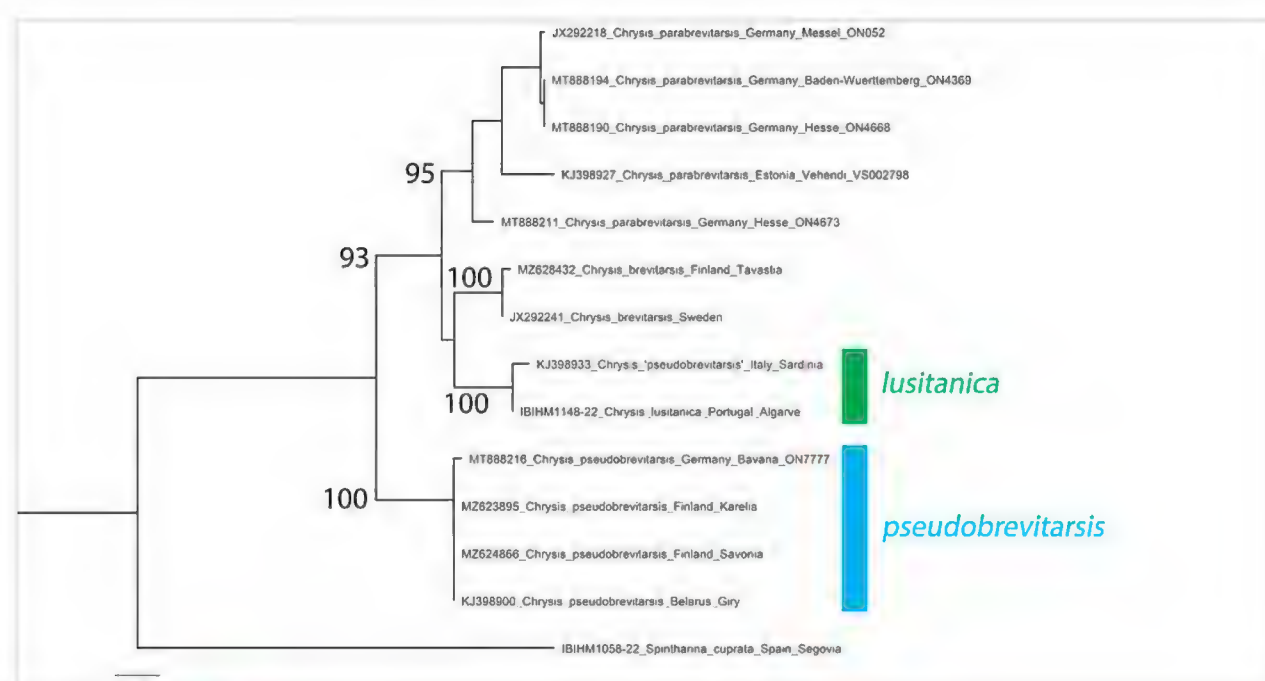 JX292218_Chrysis_parabrevitarsis_Germany_Messel_ON052
MT888194_Chrysis_parabrevitarsis_Germany_Baden-Wuerttemberg_ON4369
MT888190_Chrysis_parabrevitarsis_Germany_Hesse_ON4668
95
KJ398927_Chrysis_parabrevitarsis_Estonia_Vehendi_VS002798
MT888211_Chrysis_parabrevitarsis_Germany_Hesse_ON4673
93
100
MZ628432_Chrysis_brevitarsis_Finland_Tavastia
JX292241_Chrysis_brevitarsis_Sweden
KJ398933_Chrysis_'pseudobrevitarsis'_Italy_Sardinia
lusitanica
100
IBIHM1148-22_Chrysis_lusitanica_Portugal_Algarve
MT888216_Chrysis_pseudobrevitarsis_Germany_Bavaria_ON7777
100
MZ623895_Chrysis_pseudobrevitarsis_Finland_Karelia
pseudobrevitarsis
MZ624866_Chrysis_pseudobrevitarsis_Finland_Savonia
KJ398900_Chrysis_pseudobrevitarsis_Belarus_Giry
IBIHM1058-22_Spintharina_cuprata_Spain_Segovia